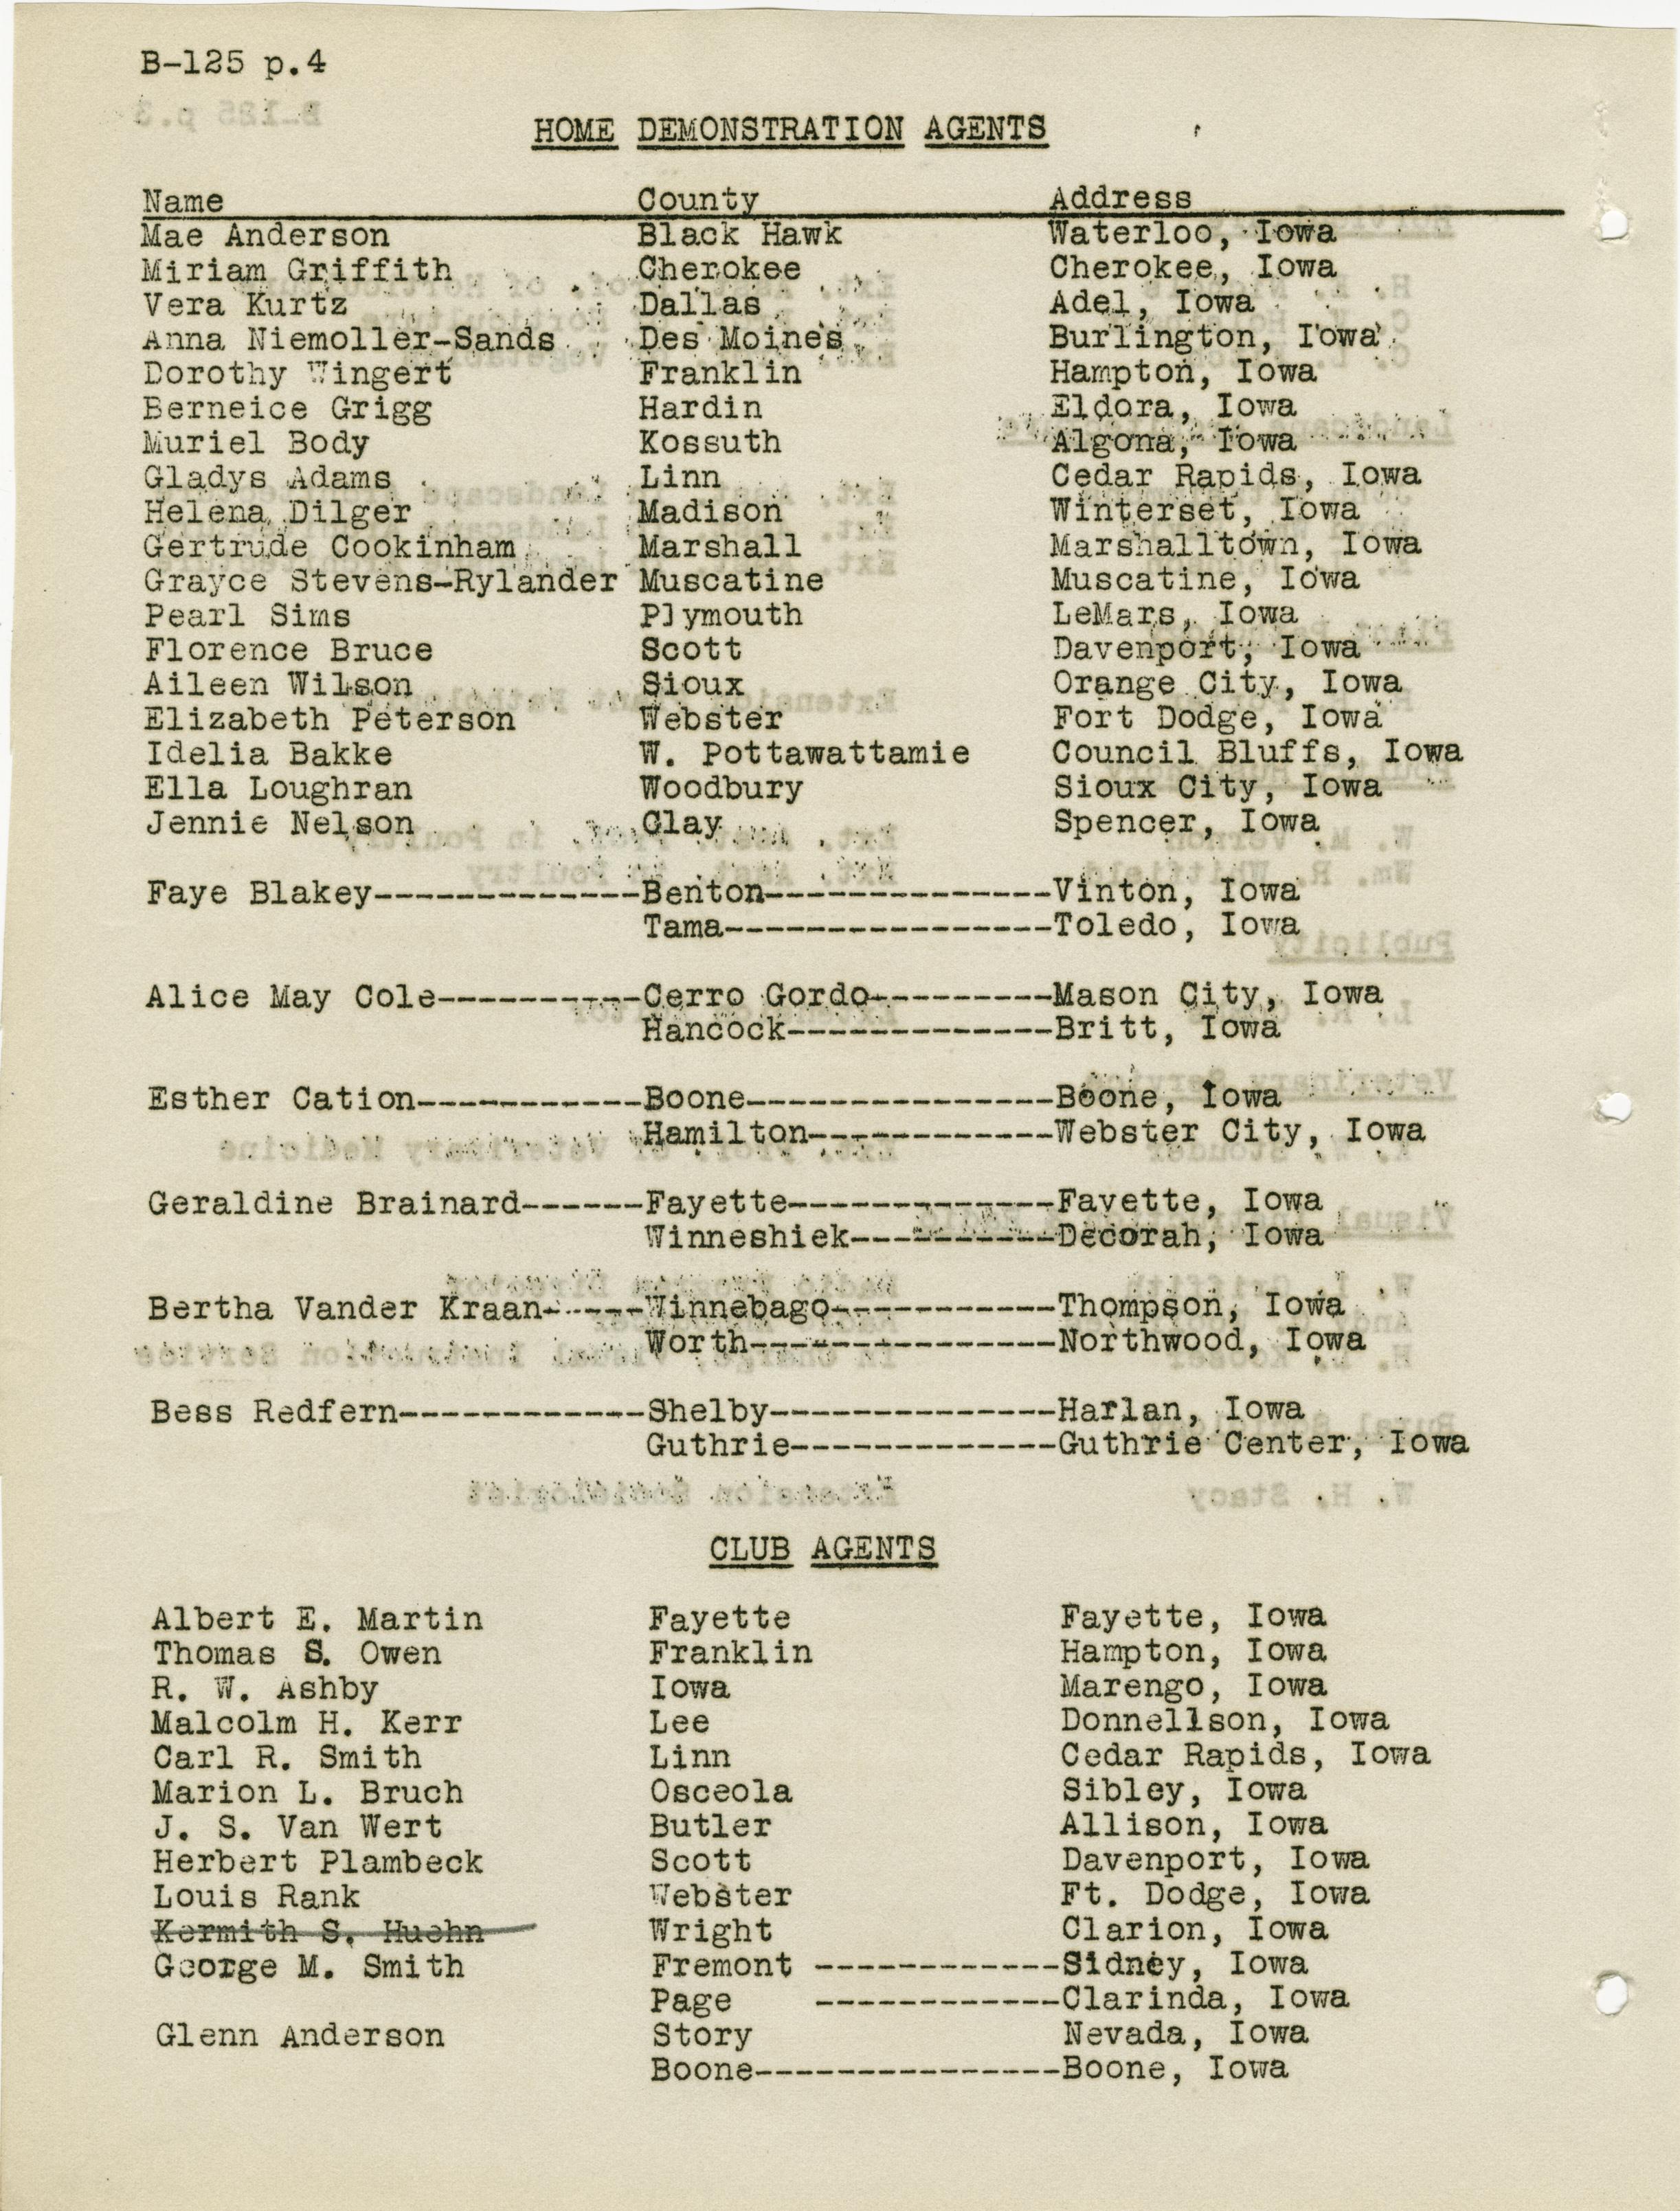 B-125 p.4
HOME DEMONSTRATION AGENTS
Name County Address
Mae Anderson Black Hawk Waterloo, Iowa
Miriam Griffith Cherokee Cherokee, Iowa
Vera Kurtz Dallas Adel, Iowa
Anna Niemoller-Sands Des Moines Burlington, Iowa
Dorothy Wingert Franklin Hampton, Iowa
Berneice Grigg Hardin Eldora, Iowa
Muriel Body Kossuth Algona, Iowa
Gladys Adams Linn Cedar Rapids, Iowa
Helena Dilger Madison Winterset, Iowa
Gertrude Cookinham Marshall Marshalltown, Iowa
Grayce Stevens-Rylander Muscatine Muscatine, Iowa
Pearl Sims Plymouth LeMars, Iowa
Florence Bruce Scott Davenport, Iowa
Aileen Wilson Sioux Orange City, Iowa
Elizabeth Peterson Webster Fort Dodge, Iowa
Idelia Bakke W. Pottawattamie Council Bluffs, Iowa
Ella Loughran Woodbury Sioux City, Iowa
Jennie Nelson Clay Spencer, Iowa
Faye Blakey-------------Benton--------------Vinton, Iowa
Tama----------------Toledo, Iowa
Alice May Cole----------Cerro Gordo---------Mason City, Iowa
Hancock-------------Britt, Iowa
Esther Cation-----------Boone---------------Boone, Iowa
Hamilton------------Webster City, Iowa
Geraldine Brainard------Fayette-------------Fayette, Iowa
Winneshiek----------Decorah, Iowa
Bertha Vander Kraan-----Winnebago-----------Thompson, Iowa
Worth---------------Northwood, Iowa
Bess Redfern------------Shelby--------------Harlan, Iowa
Guthrie-------------Guthrie Center, Iowa
CLUB AGENTS
Albert E. Martin Fayette Fayette, Iowa
Thomas S. Owen Franklin Hampton, Iowa
R. W. Ashby Iowa Marengo, Iowa
Malcolm H. Kerr Lee Donnellson, Iowa
Carl R. Smith Linn Cedar Rapids, Iowa
Marion L. Bruch Osceola Sibley, Iowa
J. S. Van Wert Butler Allison, Iowa
Herbert Plambeck Scott Davenport, Iowa
Louis Rank Webster Ft. Dodge, Iowa
Kermith S. Huehn Wright Clarion, Iowa
George M. Smith Fremont ------------Sidney, Iowa
Page ------------Clarinda, Iowa
Glenn Anderson Story Nevada, Iowa
Boone---------------Boone, Iowa